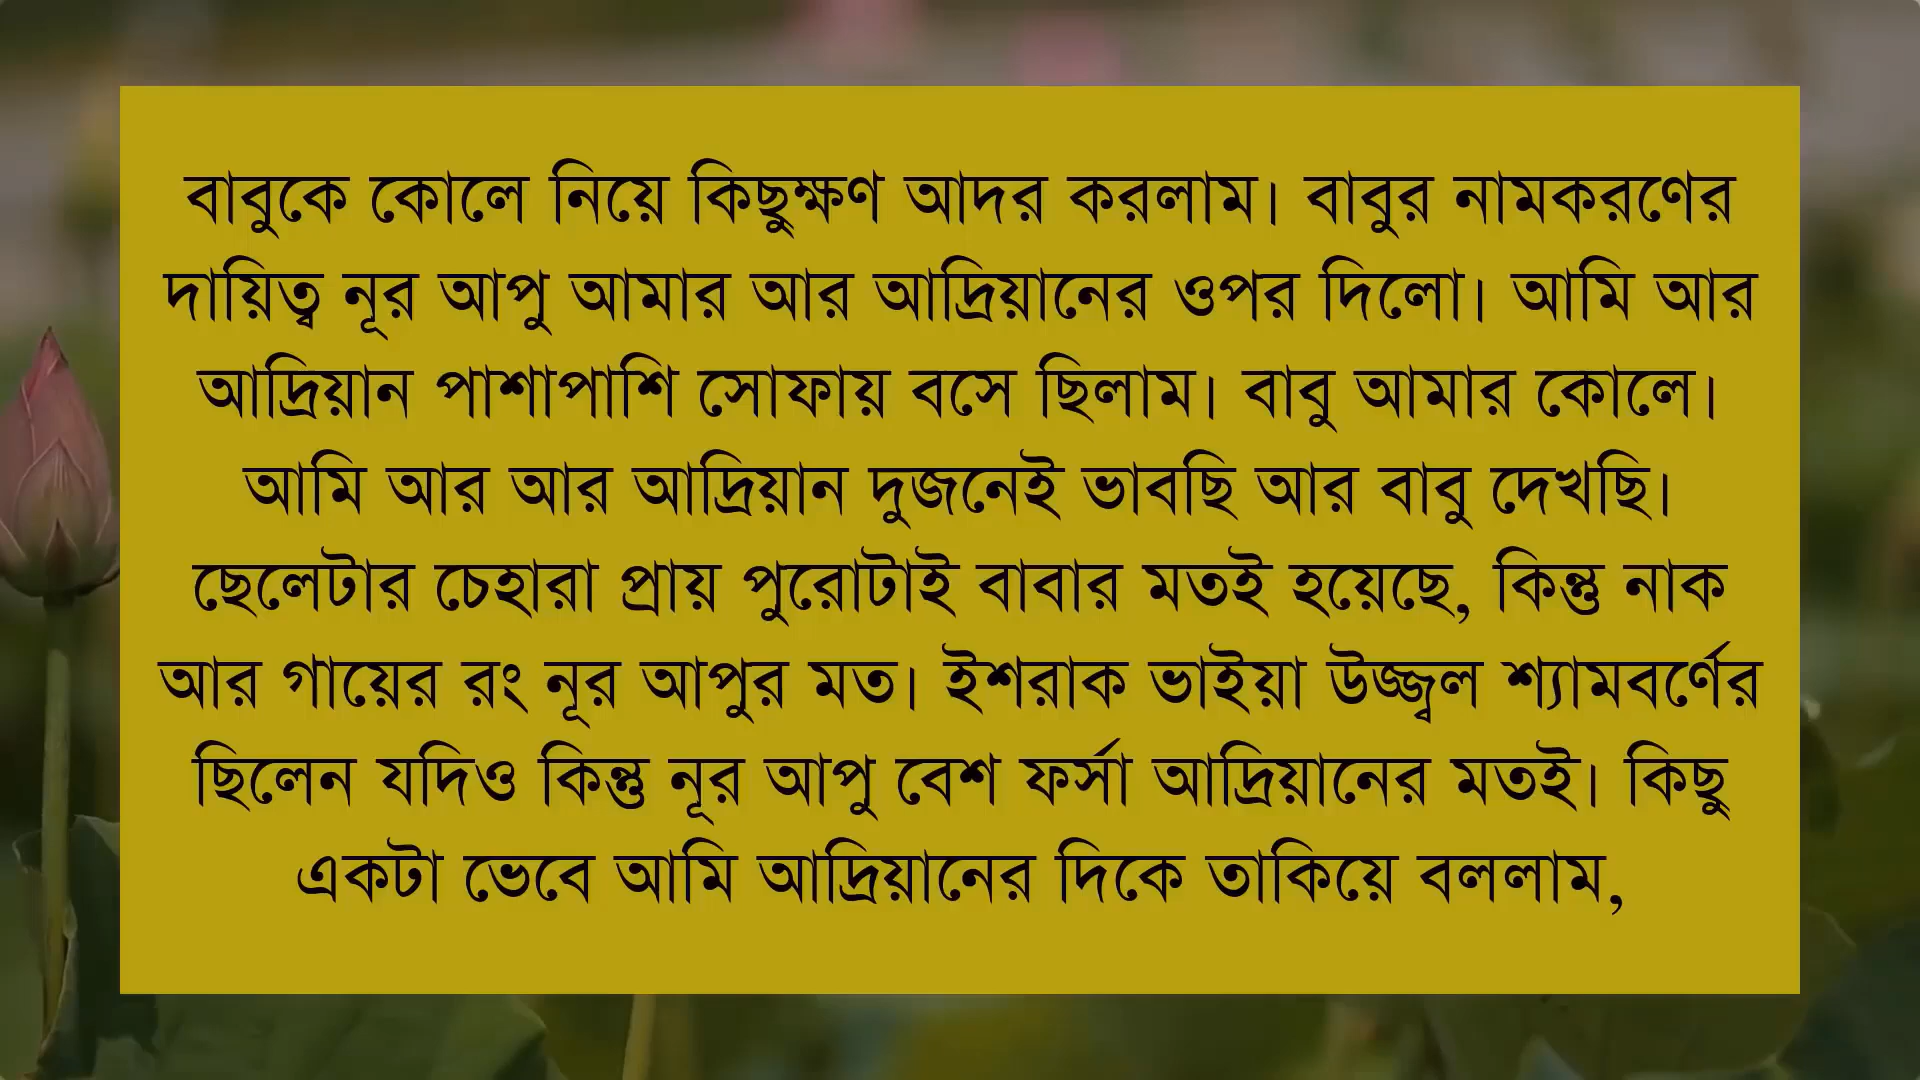 বাবুকে কোলে নিয়ে কিছুক্ষণ আদর করলাম। বাবুর নামকরণের
দায়িত্ব নূর আপু আমার আর আদ্রিয়ানের ওপর দিলো। আমি আর
আদ্রিয়ান পাশাপাশি সোফায় বসে ছিলাম। বাবু আমার কোলে।
আমি আর আর আদ্রিয়ান দুজনেই ভাবছি আর বাবু দেখছি।
ছেলেটার চেহারা প্রায় পুরোটাই বাবার মতই হয়েছে, কিন্তু নাক
আর গায়ের রং নূর আপুর মত। ইশরাক ভাইয়া উজ্জ্বল শ্যামবর্ণের
ছিলেন যদিও কিন্তু নূর আপু বেশ ফর্সা আদ্রিয়ানের মতই। কিছু
একটা ভেবে আমি আদ্রিয়ানের দিকে তাকিয়ে বললাম,